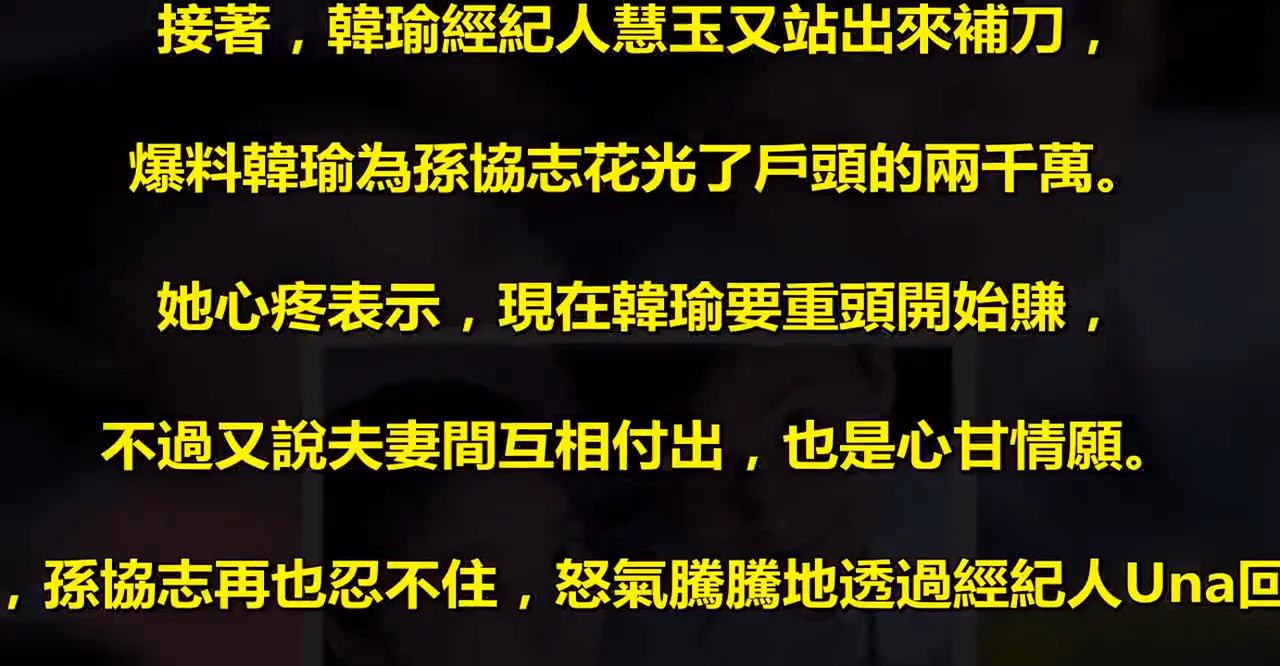 接著，韓瑜經紀人慧玉又站出來補刀，
爆料韓瑜為孫協志花光了戶頭的兩千萬。
她心疼表示，現在韓瑜要重頭開始賺，
不過又說夫妻間互相付出，也是心甘情願。
，孫協志再也忍不住，怒氣騰騰地透過經紀人Una回